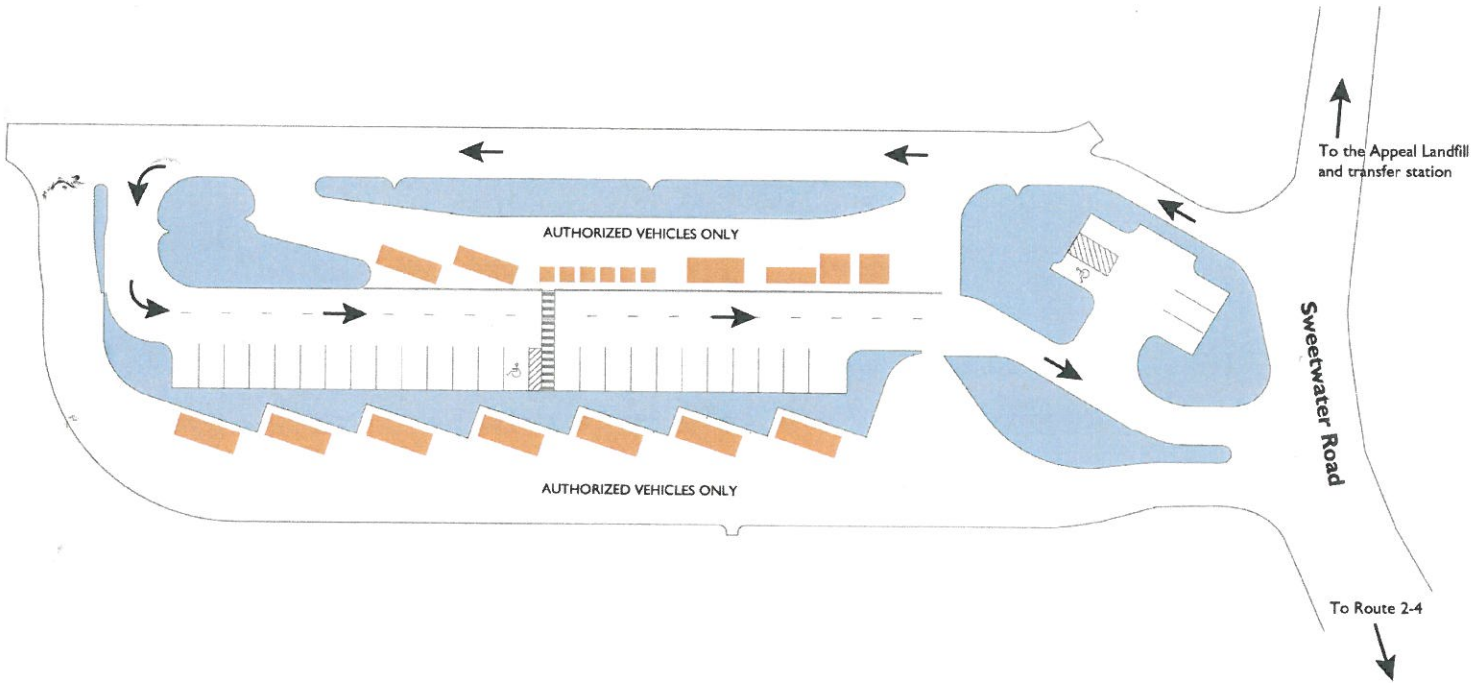 To the Appeal Landfill
and transfer station
AUTHORIZED VEHICLES ONLY
Sweetwater Road
AUTHORIZED VEHICLES ONLY
To Route 2-4